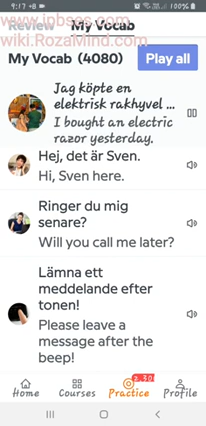 9:17
100%
www.ipbses.com
Review My Vocab
wiki.RozaMind.com
My Vocab (4080) Play all
Jag köpte en
elektrisk rakhyvel ...
I bought an electric
razor yesterday.
Hej, det är Sven.
Hi, Sven here.
Ringer du mig
senare?
Will you call me later?
Lämna ett
meddelande efter
tonen!
Please leave a
message after the
beep!
2.30
Home Courses Practice Profile